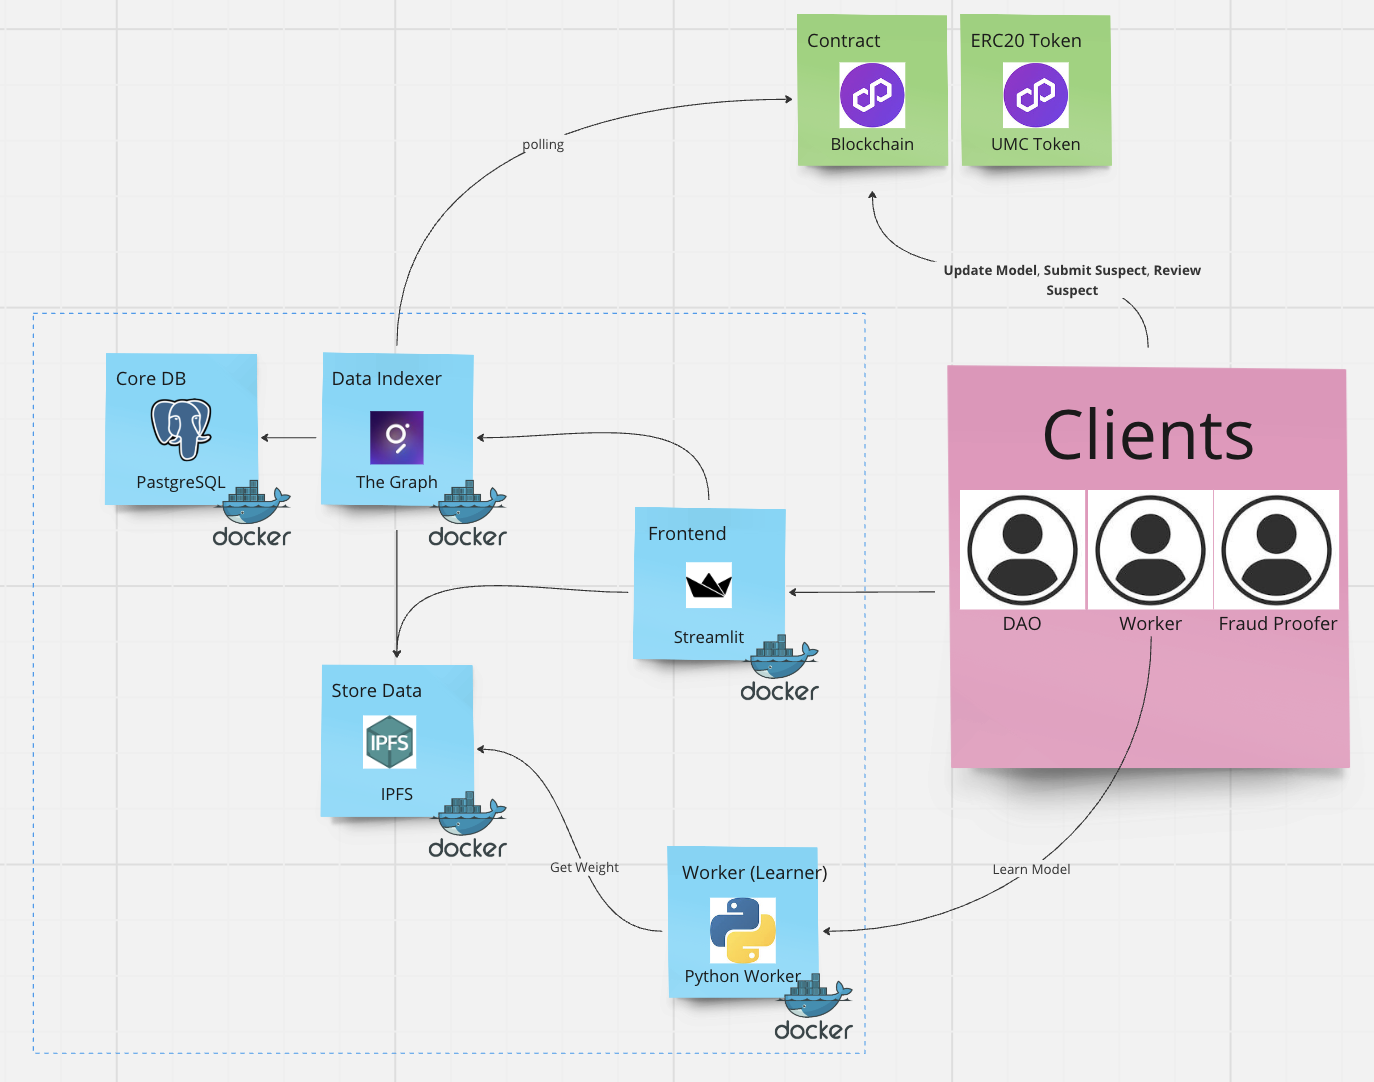 Contract
Blockchain
ERC20 Token
UMC Token
polling
Update Model, Submit Suspect, Review
Suspect
Core DB
PastgreSQL
docker
Data Indexer
The Graph
docker
Frontend
Streamlit
docker
Clients
DAO
Worker
Fraud Proofer
Store Data
IPFS
IPFS
docker
Get Weight
Learn Model
Worker (Learner)
Python Worker
docker